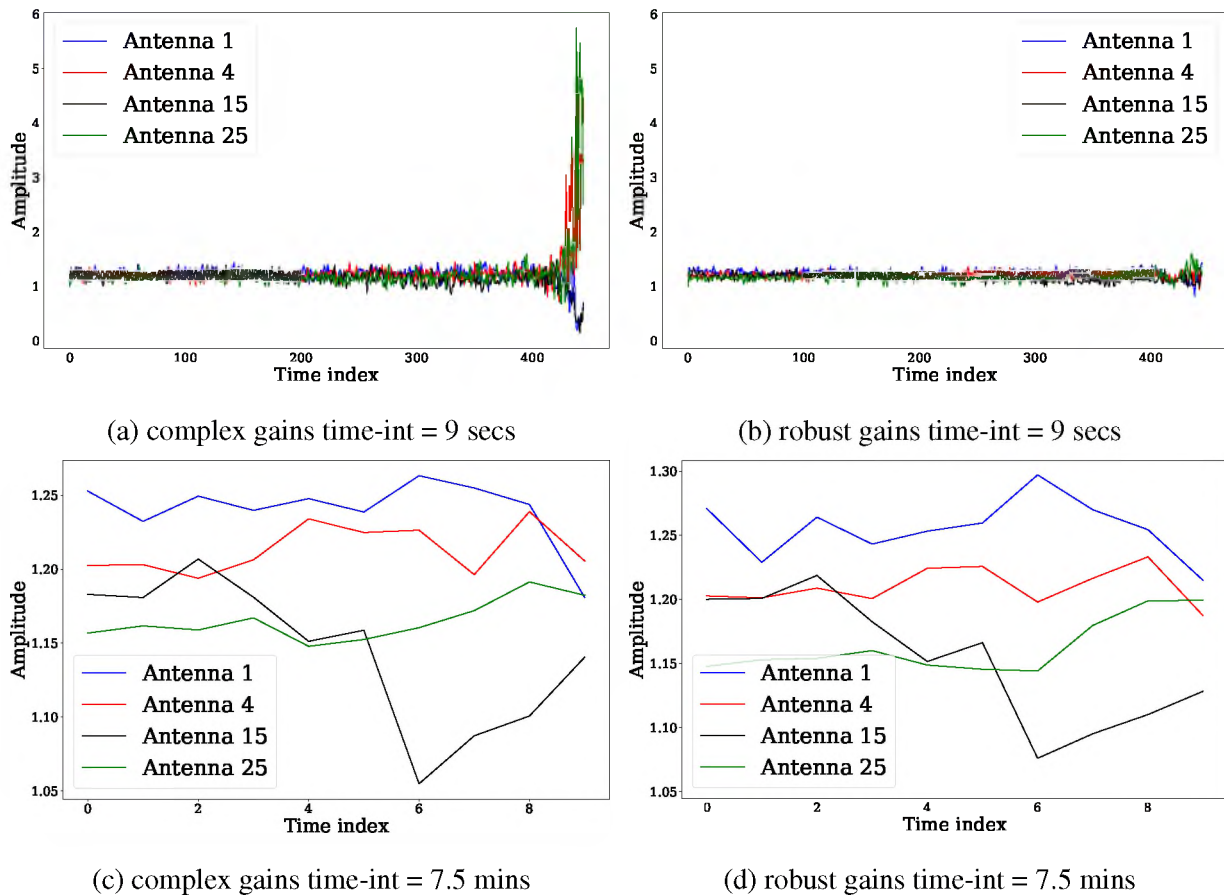 6
5
4
3
2
1
0
Amplitude
Antenna 1
Antenna 4
Antenna 15
Antenna 25
0 100 200 300 400
Time index
(a) complex gains time-int = 9 secs
6
5
4
3
2
1
0
Amplitude
Antenna 1
Antenna 4
Antenna 15
Antenna 25
0 100 200 300 400
Time index
(b) robust gains time-int = 9 secs
1.25
1.20
1.15
1.10
1.05
Amplitude
Antenna 1
Antenna 4
Antenna 15
Antenna 25
0 2 4 6 8
Time index
(c) complex gains time-int = 7.5 mins
1.30
1.25
1.20
1.15
1.10
1.05
Amplitude
Antenna 1
Antenna 4
Antenna 15
Antenna 25
0 2 4 6 8
Time index
(d) robust gains time-int = 7.5 mins